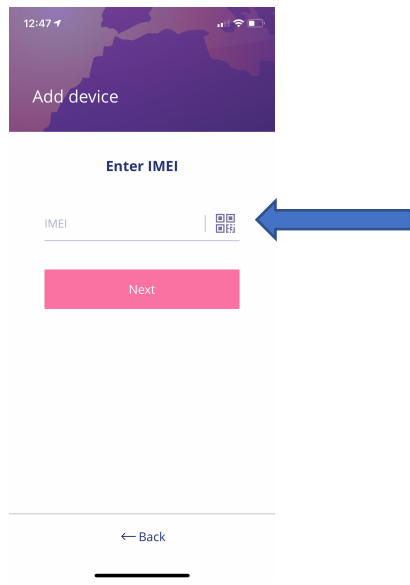 12:47
Add device
Enter IMEI
IMEI
Next
Back